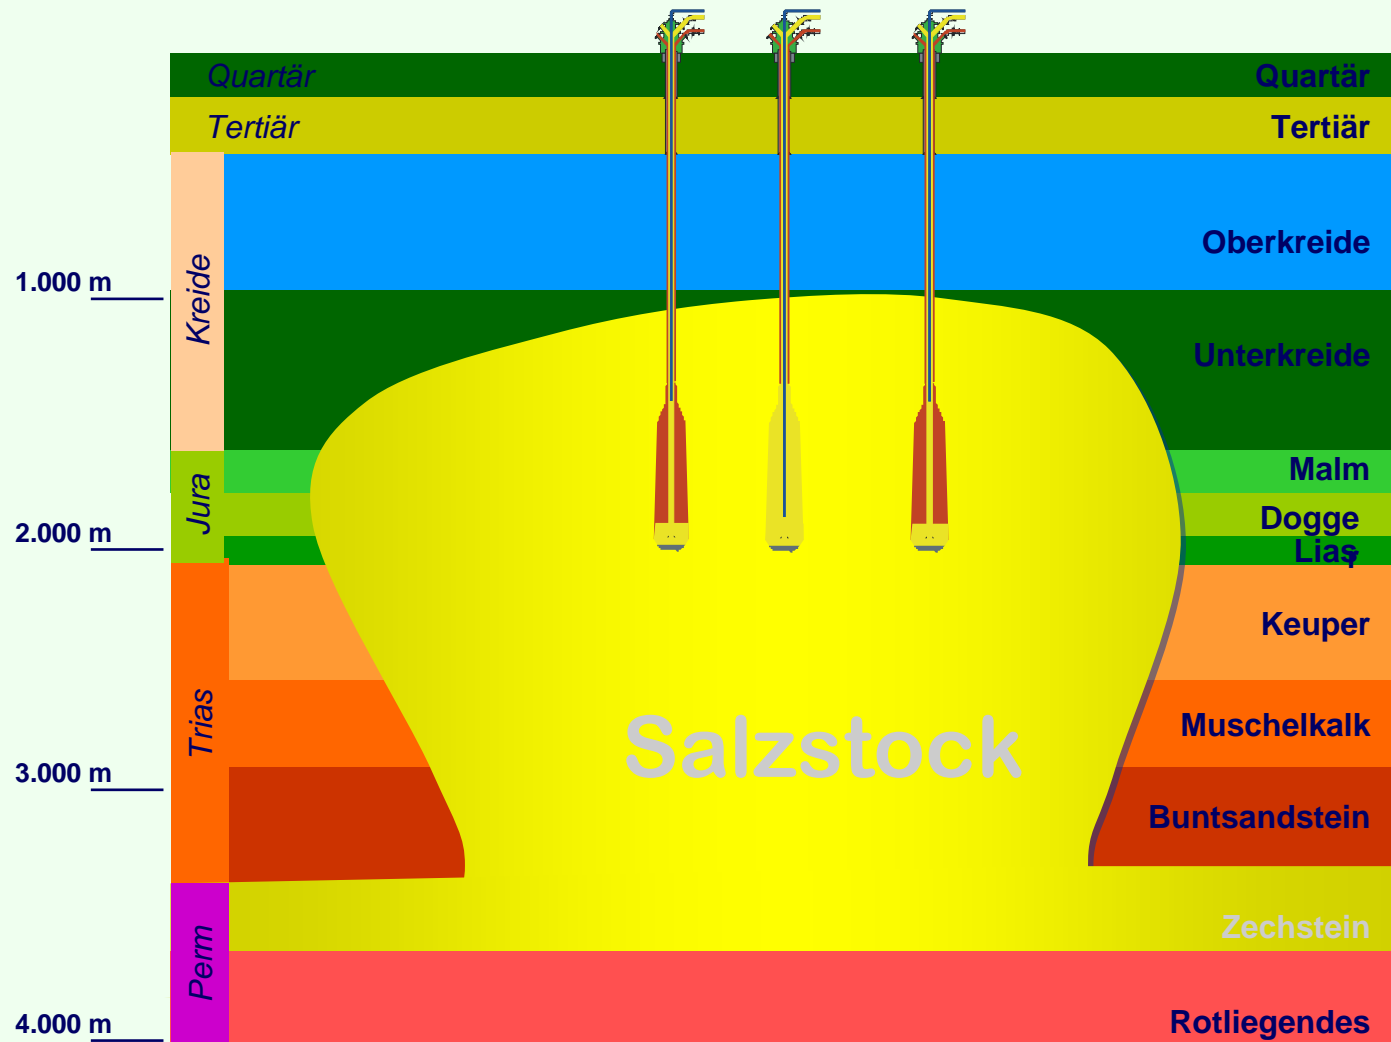 Quartär
Quartär
Tertiär
Tertiär
Kreide
Oberkreide
1.000 m
Unterkreide
Jura
Malm
Dogge
r
2.000 m
Lias
Trias
Keuper
Salzstock
Muschelkalk
3.000 m
Buntsandstein
Perm
Zechstein
4.000 m
Rotliegendes